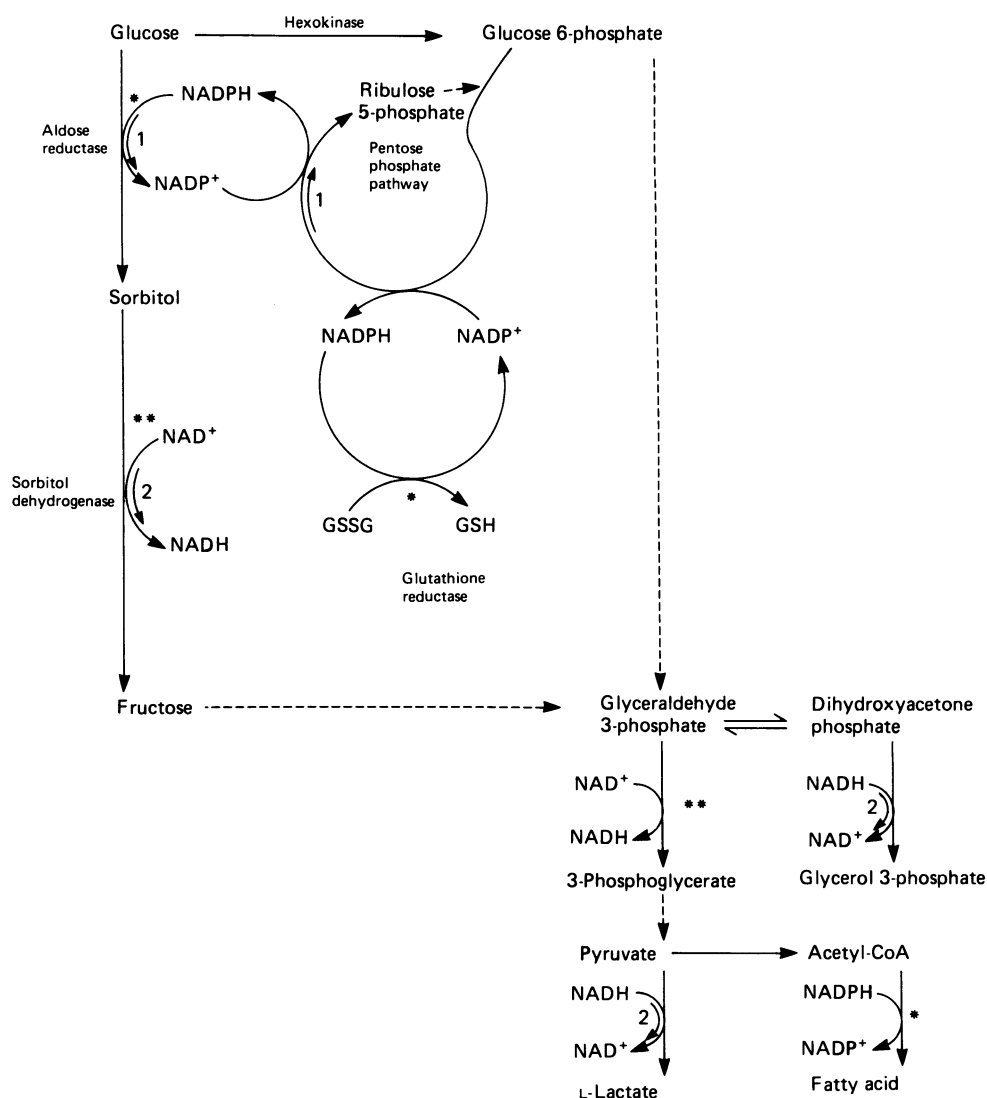 Hexokinase
Glucose
Glucose 6-phosphate
*
NADPH
Ribulose
5-phosphate
Aldose
reductase
1
Pentose
phosphate
pathway
NADP⁺
1
Sorbitol
NADPH
NADP⁺
**
NAD⁺
Sorbitol
dehydrogenase
2
*
GSSG
GSH
NADH
Glutathione
reductase
Fructose
Glyceraldehyde
3-phosphate
Dihydroxyacetone
phosphate
NAD⁺
**
NADH
NADH
2
NAD⁺
3-Phosphoglycerate
Glycerol 3-phosphate
Pyruvate
Acetyl-CoA
NADH
2
NAD⁺
NADPH
*
NADP⁺
L-Lactate
Fatty acid